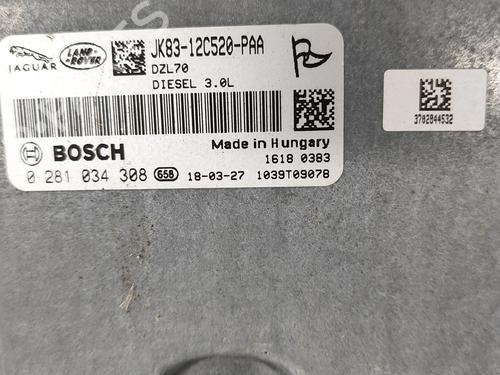 JAGUAR
LAND ROVER
JK83-12C520-PAA
DZL70
DIESEL 3.0L
BOSCH
Made in Hungary
1618 0383
0 281 034 308 658 18-03-27 1039T09078
3702844532